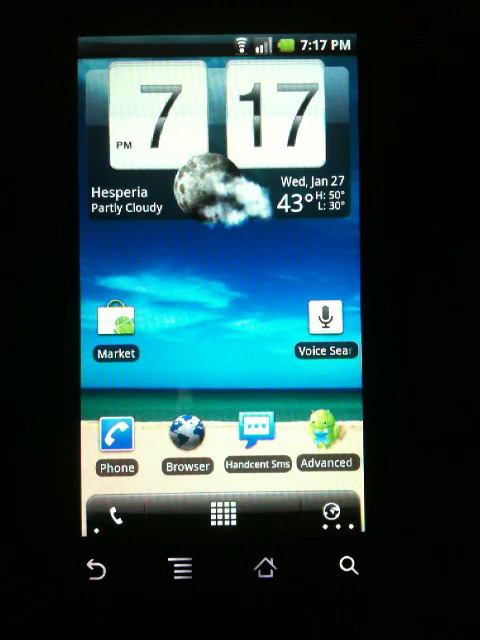 7:17 PM
7 17
PM
Hesperia
Partly Cloudy
Wed, Jan 27
43° H: 50°
L: 30°
Market
Voice Sear
Phone
Browser
Handcent Sms
Advanced